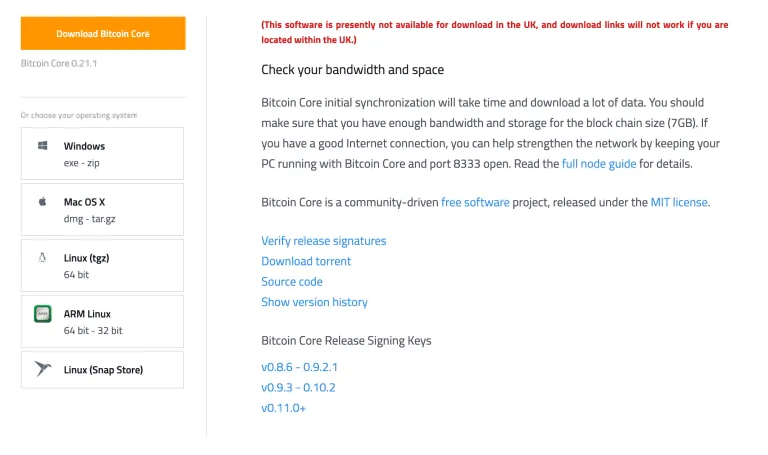 Download Bitcoin Core
Bitcoin Core 0.21.1
Or choose your operating system
Windows
exe - zip
Mac OS X
dmg - tar.gz
Linux (tgz)
64 bit
ARM Linux
64 bit - 32 bit
Linux (Snap Store)
(This software is presently not available for download in the UK, and download links will not work if you are
located within the UK.)
Check your bandwidth and space
Bitcoin Core initial synchronization will take time and download a lot of data. You should
make sure that you have enough bandwidth and storage for the block chain size (7GB). If
you have a good Internet connection, you can help strengthen the network by keeping your
PC running with Bitcoin Core and port 8333 open. Read the full node guide for details.
Bitcoin Core is a community-driven free software project, released under the MIT license.
Verify release signatures
Download torrent
Source code
Show version history
Bitcoin Core Release Signing Keys
v0.8.6 - 0.9.2.1
v0.9.3 - 0.10.2
v0.11.0+